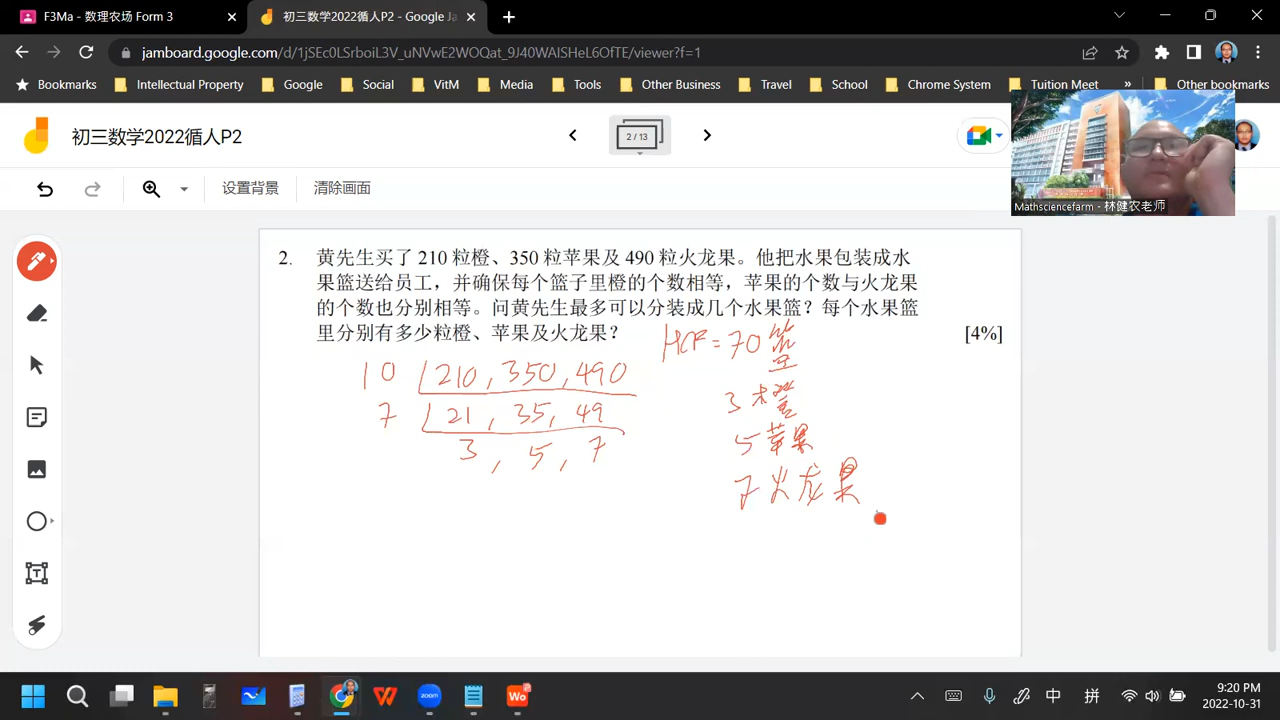 F3Ma - 数理农场 Form 3
初三数学2022循人P2 - Google Ja
jamboard.google.com/d/1jSEc0LSrboiL3V_uNVwE2WOQat_9J40WAISHeL6OfTE/viewer?f=1
Bookmarks Intellectual Property Google Social VitM Media Tools Other Business Travel School Chrome System Tuition Meet » Other bookmarks
初三数学2022循人P2
2 / 13
设置背景 清除画面
Mathsciencefarm - 林健农老师
2. 黄先生买了 210 粒橙、350 粒苹果及 490 粒火龙果。他把水果包装成水
果篮送给员工，并确保每个篮子里橙的个数相等，苹果的个数与火龙果
的个数也分别相等。问黄先生最多可以分装成几个水果篮？每个水果篮
里分别有多少粒橙、苹果及火龙果？ [4%]
HCF = 70 篮
10 210, 350, 490
3 橙
7 21, 35, 49
5 苹果
3, 5, 7
7 火龙果
W
zoom
Wo
中 拼
9:20 PM
2022-10-31